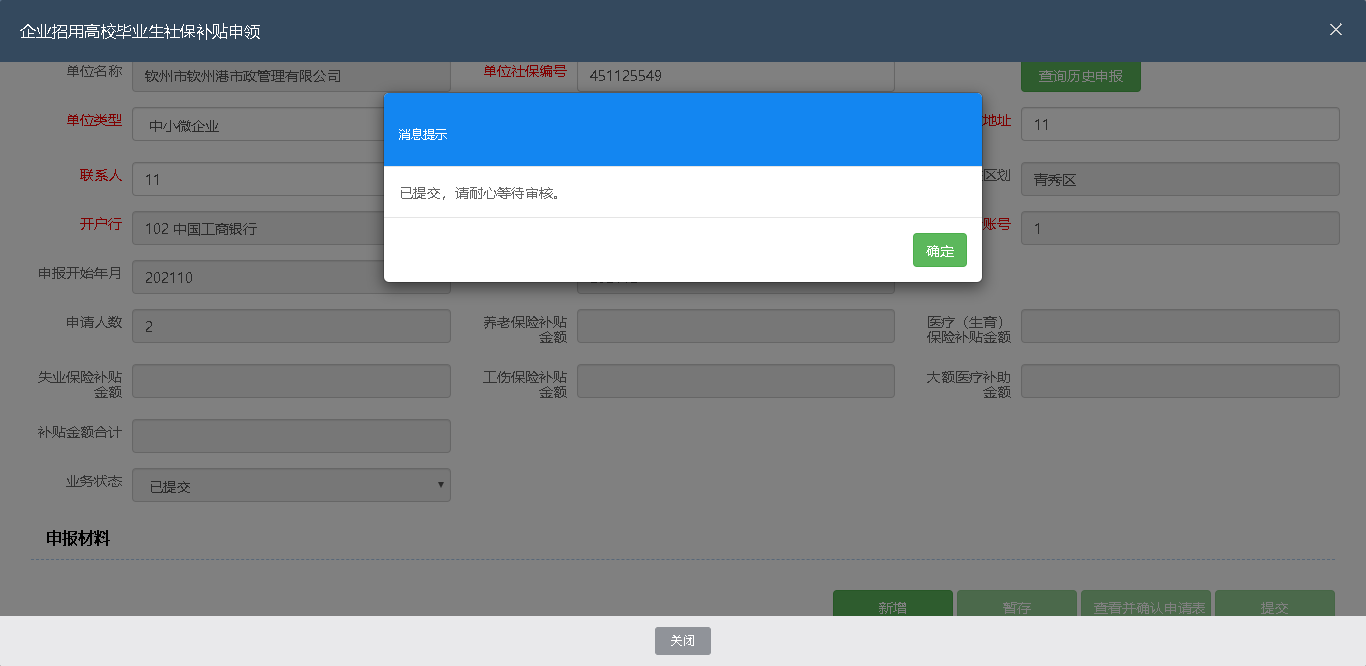 企业招用高校毕业生社保补贴申领
单位名称 钦州市钦州港市政管理有限公司 单位社保编号 451125549 查询历史申报
消息提示
单位类型 中小微企业 地址 11
已提交，请耐心等待审核。
联系人 11 区划 青秀区
确定
开户行 102 中国工商银行 账号 1
申报开始年月 202110
申请人数 2 养老保险补贴金额 医疗（生育）保险补贴金额
失业保险补贴金额 工伤保险补贴金额 大额医疗补助金额
补贴金额合计
业务状态 已提交
申报材料
新增 暂存 查看并确认申请表 提交
关闭